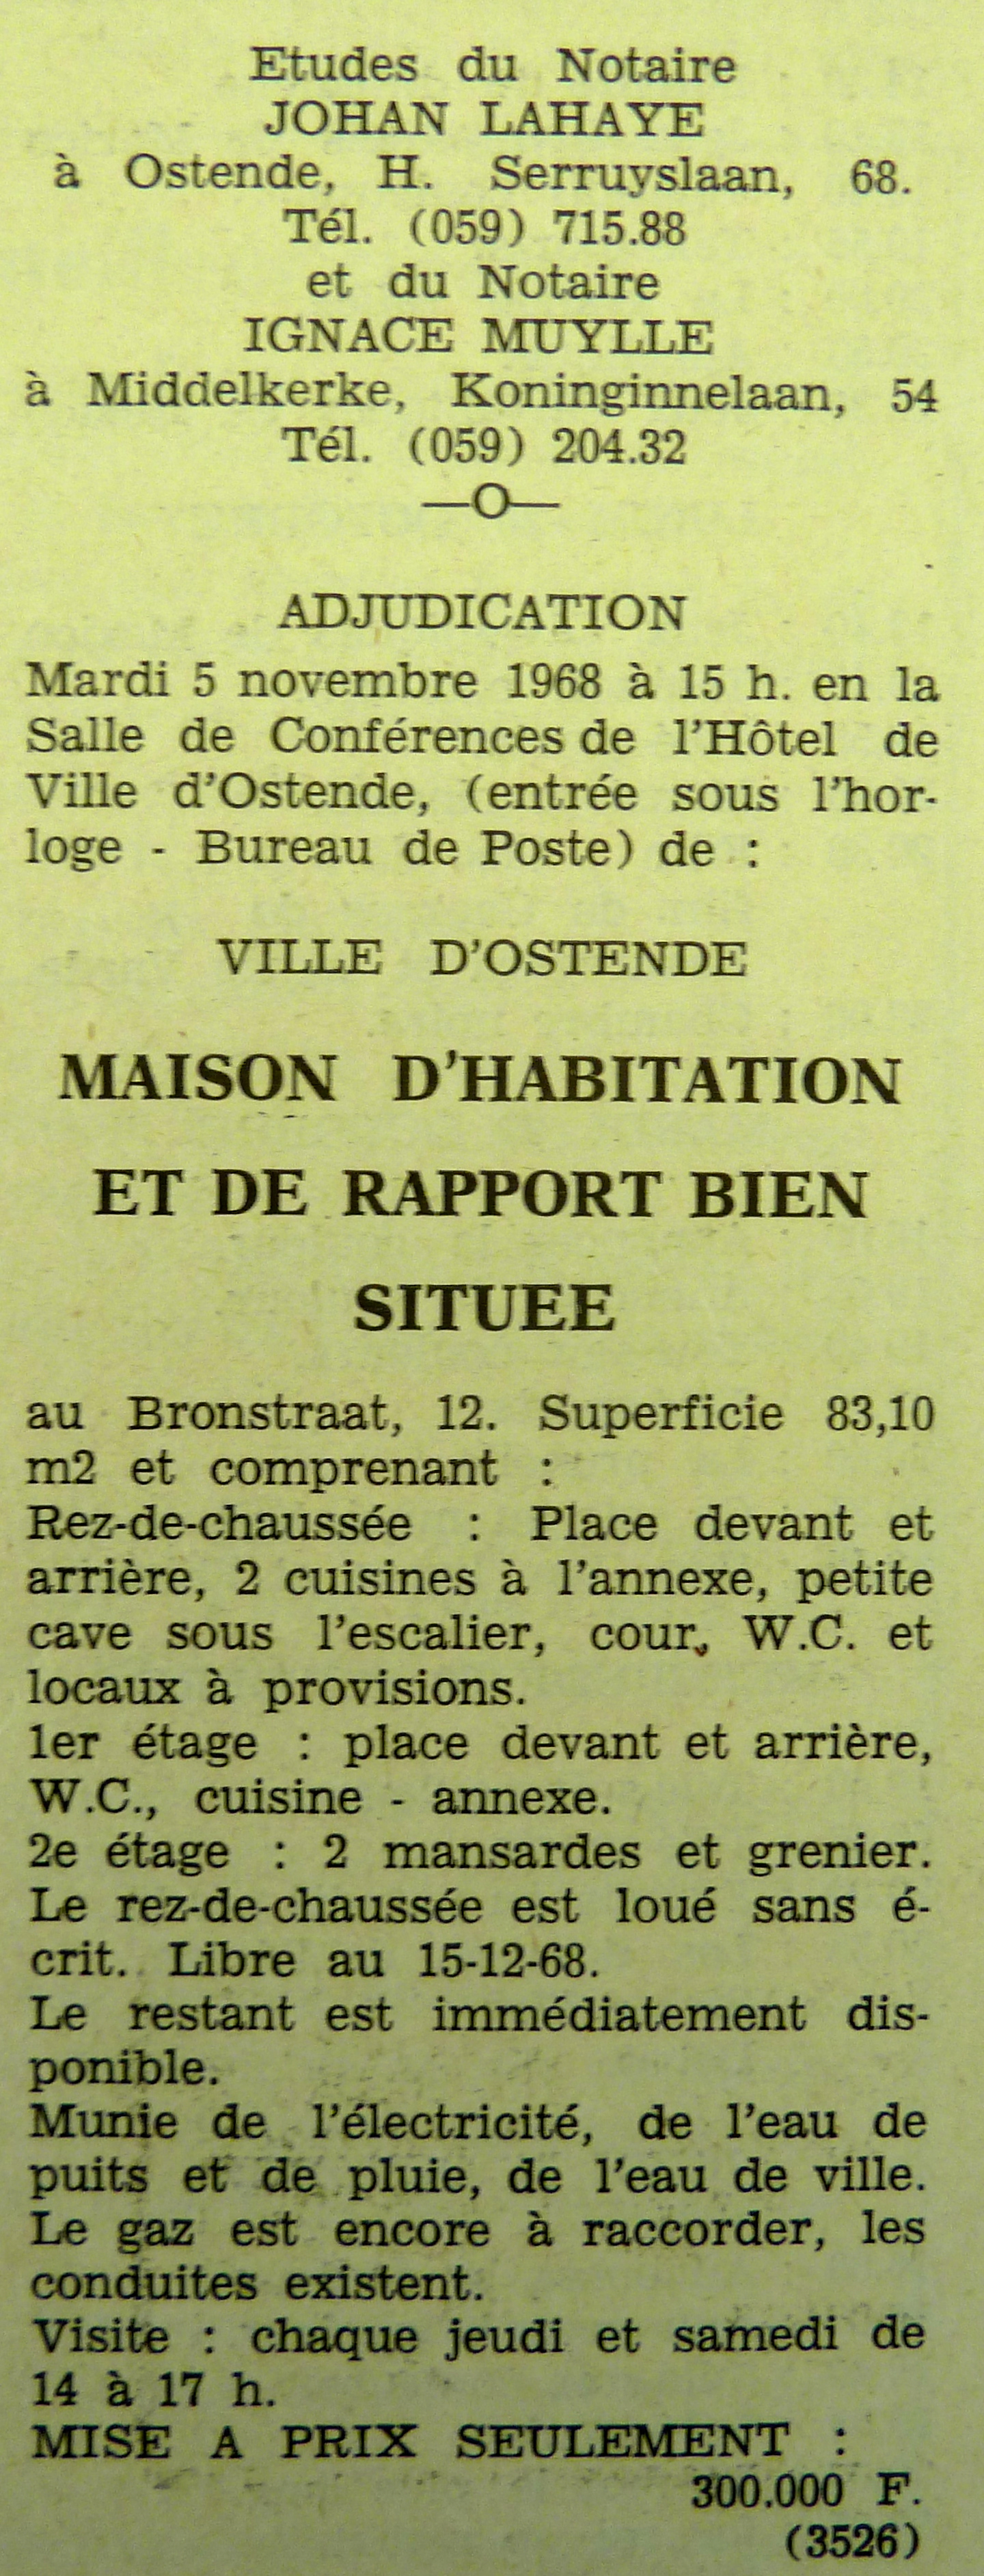 Etudes du Notaire
JOHAN LAHAYE
à Ostende, H. Serruyslaan, 68.
Tél. (059) 715.88
et du Notaire
IGNACE MUYLLE
à Middelkerke, Koninginnelaan, 54
Tél. (059) 204.32
—O—
ADJUDICATION
Mardi 5 novembre 1968 à 15 h. en la
Salle de Conférences de l'Hôtel de
Ville d'Ostende, (entrée sous l'hor-
loge - Bureau de Poste) de :
VILLE D'OSTENDE
MAISON D'HABITATION
ET DE RAPPORT BIEN
SITUEE
au Bronstraat, 12. Superficie 83,10
m2 et comprenant :
Rez-de-chaussée : Place devant et
arrière, 2 cuisines à l'annexe, petite
cave sous l'escalier, cour, W.C. et
locaux à provisions.
1er étage : place devant et arrière,
W.C., cuisine - annexe.
2e étage : 2 mansardes et grenier.
Le rez-de-chaussée est loué sans é-
crit. Libre au 15-12-68.
Le restant est immédiatement dis-
ponible.
Munie de l'électricité, de l'eau de
puits et de pluie, de l'eau de ville.
Le gaz est encore à raccorder, les
conduites existent.
Visite : chaque jeudi et samedi de
14 à 17 h.
MISE A PRIX SEULEMENT :
300.000 F.
(3526)